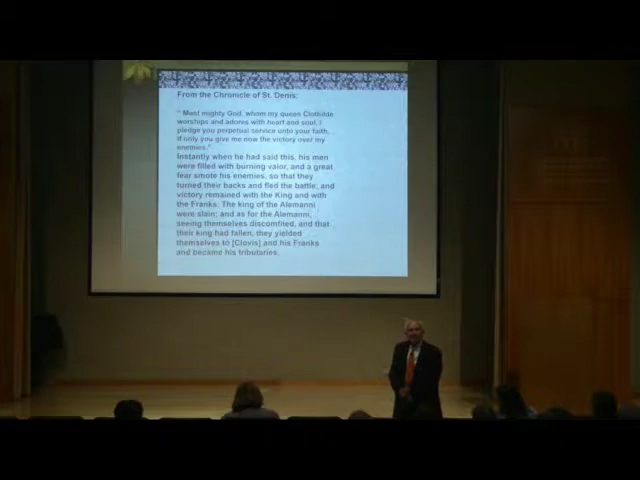 From the Chronicle of St. Denis:
" Most mighty God, whom my queen Clothilde
worships and adores with heart and soul, I
pledge you perpetual service unto your faith,
if only you give me now the victory over my
enemies."
Instantly when he had said this, his men
were filled with burning valor, and a great
fear smote his enemies, so that they
turned their backs and fled the battle; and
victory remained with the King and with
the Franks. The king of the Alemanni
were slain; and as for the Alemanni,
seeing themselves discomfited, and that
their king had fallen, they yielded
themselves to [Clovis] and his Franks
and became his tributaries.